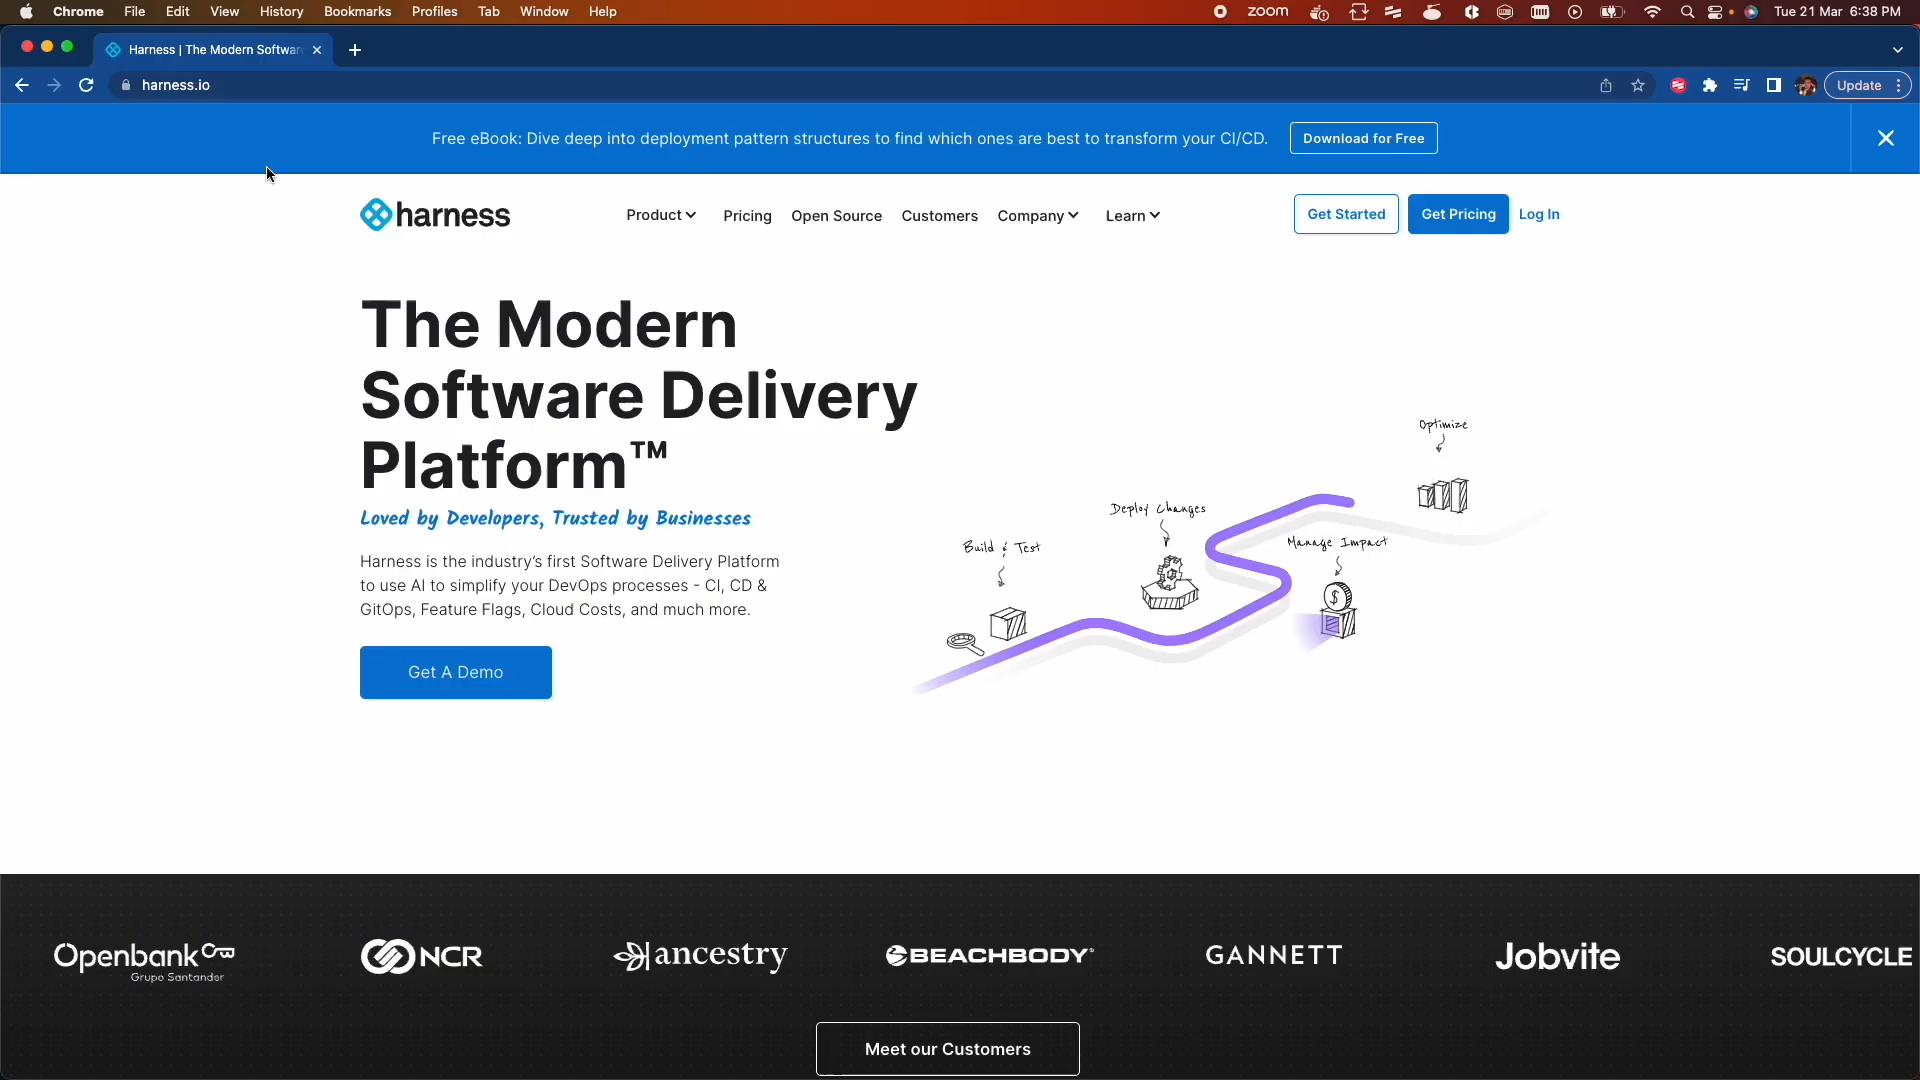 Chrome File Edit View History Bookmarks Profiles Tab Window Help zoom Tue 21 Mar 6:38 PM
Harness | The Modern Softwar
harness.io Update
Free eBook: Dive deep into deployment pattern structures to find which ones are best to transform your CI/CD. Download for Free
harness Product Pricing Open Source Customers Company Learn Get Started Get Pricing Log In
The Modern
Software Delivery
Platform™
Loved by Developers, Trusted by Businesses
Harness is the industry's first Software Delivery Platform
to use AI to simplify your DevOps processes - CI, CD &
GitOps, Feature Flags, Cloud Costs, and much more.
Get A Demo
Build & Test
Deploy Changes
Manage Impact
Optimize
Openbank NCR ancestry BEACHBODY GANNETT Jobvite SOULCYCLE
Grupo Santander
Meet our Customers